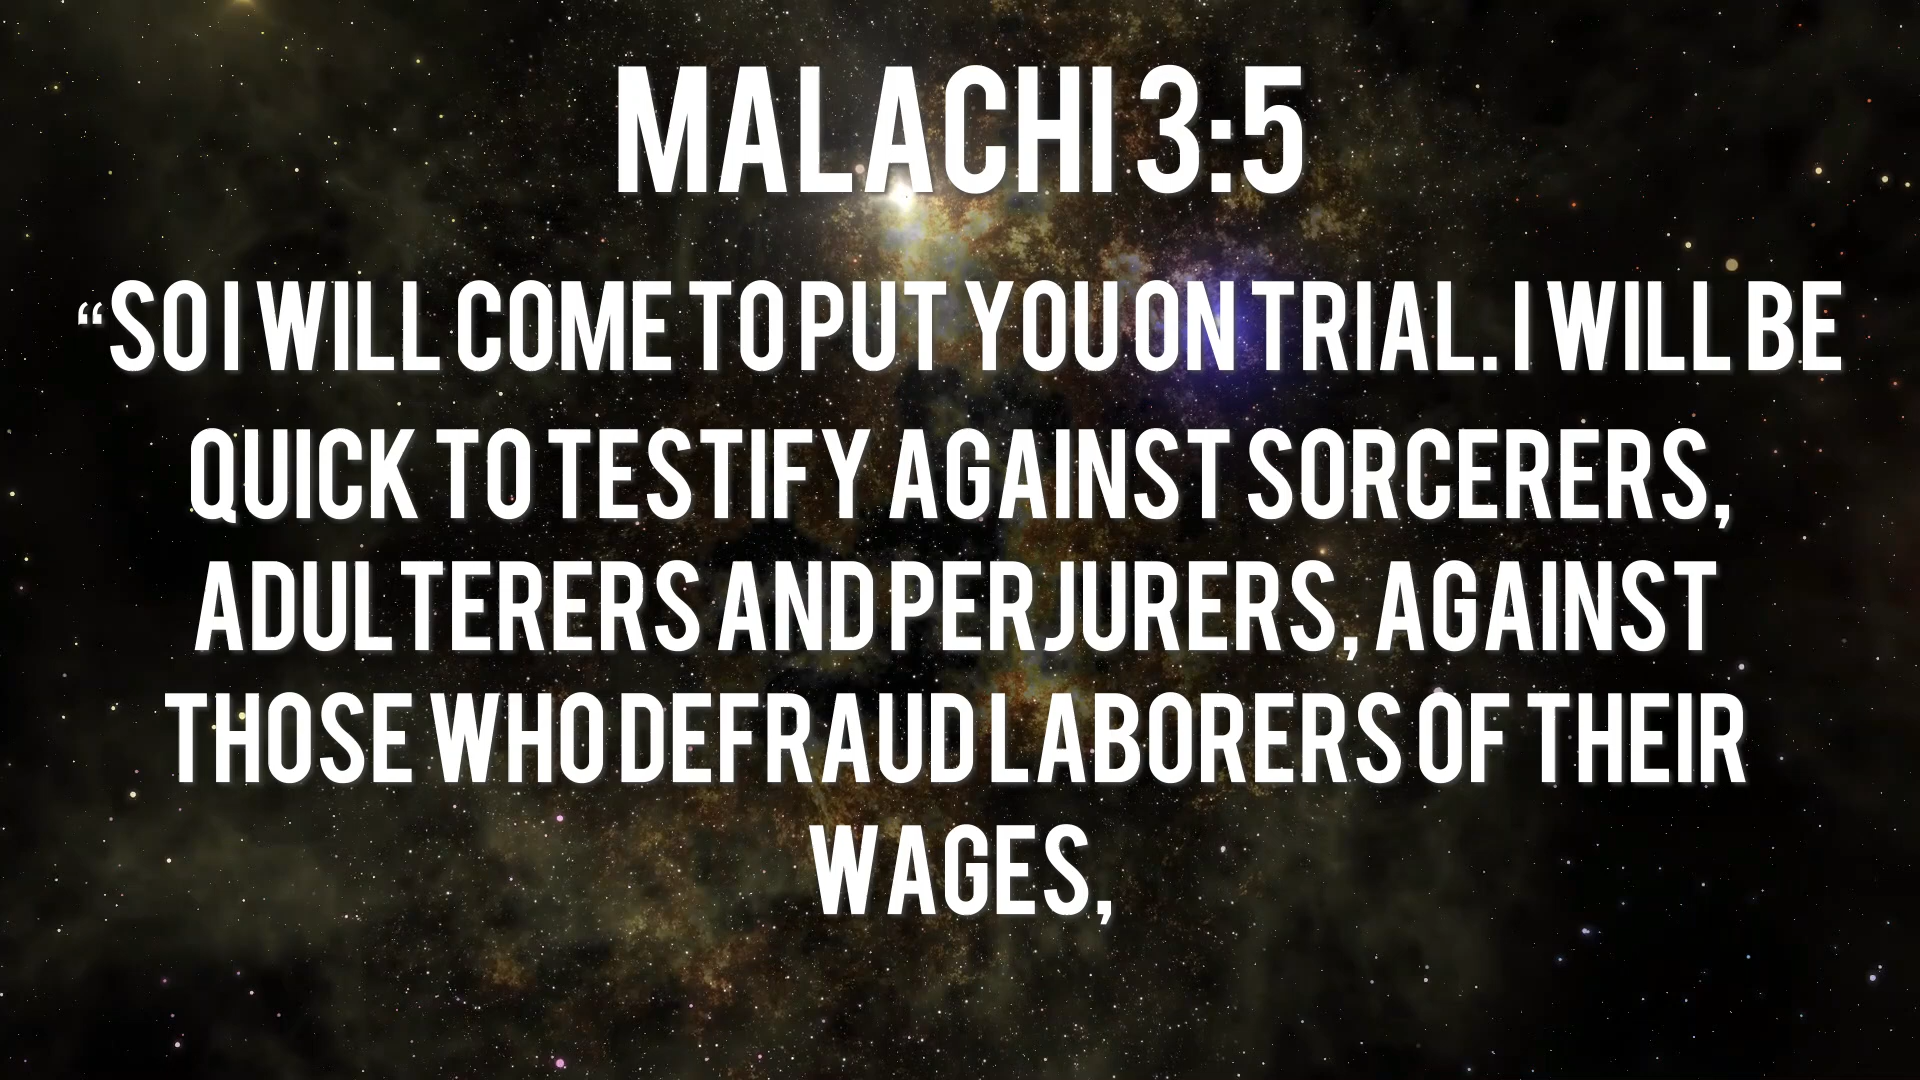 MALACHI 3:5
“SO I WILL COME TO PUT YOU ON TRIAL. I WILL BE
QUICK TO TESTIFY AGAINST SORCERERS,
ADULTERERS AND PERJURERS, AGAINST
THOSE WHO DEFRAUD LABORERS OF THEIR
WAGES,